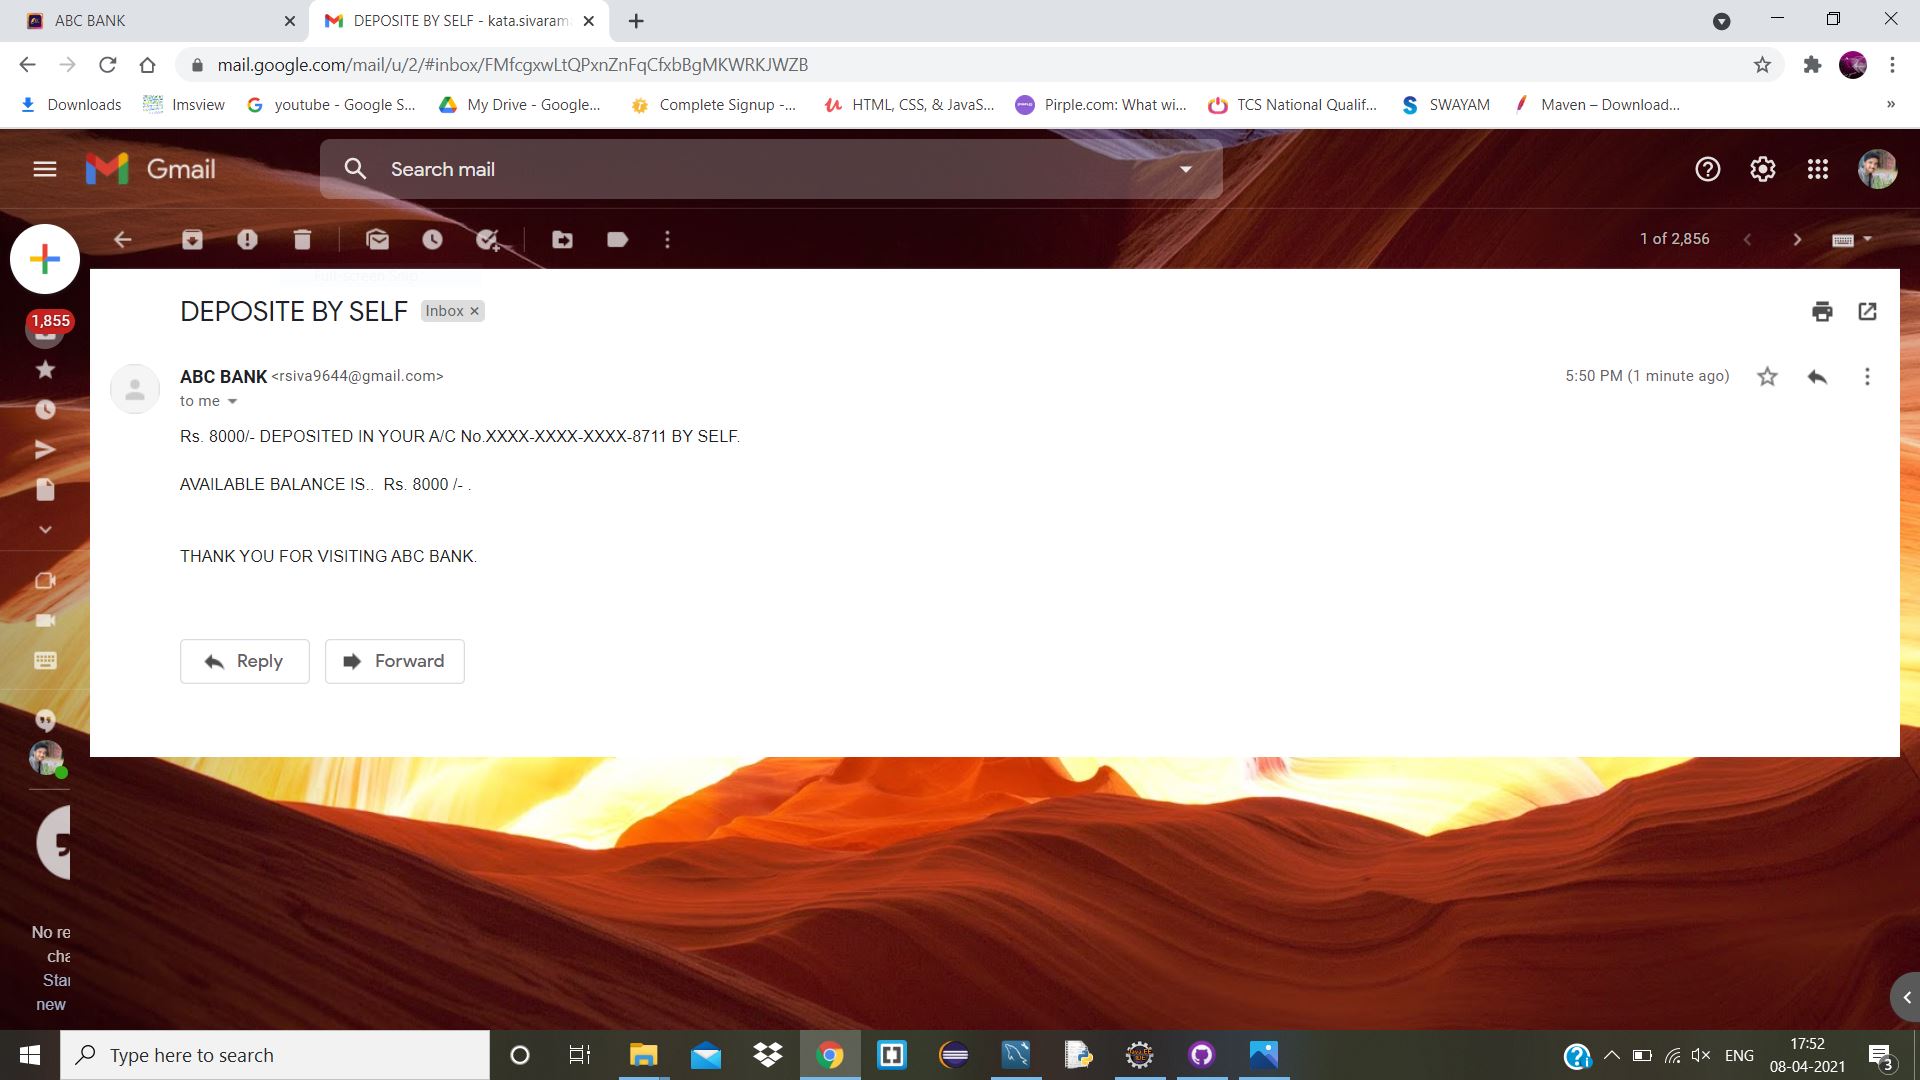 ABC BANK
DEPOSITE BY SELF - kata.sivaram
mail.google.com/mail/u/2/#inbox/FMfcgxwLtQPxnZnFqCfxbBgMKWRKJWZB
Downloads Imsview youtube - Google S... My Drive - Google... Complete Signup -... HTML, CSS, & JavaS... Pirple.com: What wi... TCS National Qualif... SWAYAM Maven – Download... »
Gmail
Search mail
1 of 2,856
DEPOSITE BY SELF Inbox ×
1,855
ABC BANK <rsiva9644@gmail.com>
5:50 PM (1 minute ago)
to me
Rs. 8000/- DEPOSITED IN YOUR A/C No.XXXX-XXXX-XXXX-8711 BY SELF.
AVAILABLE BALANCE IS.. Rs. 8000 /- .
THANK YOU FOR VISITING ABC BANK.
Reply Forward
No re
cha
Star
new
Type here to search
ENG
17:52
08-04-2021
3